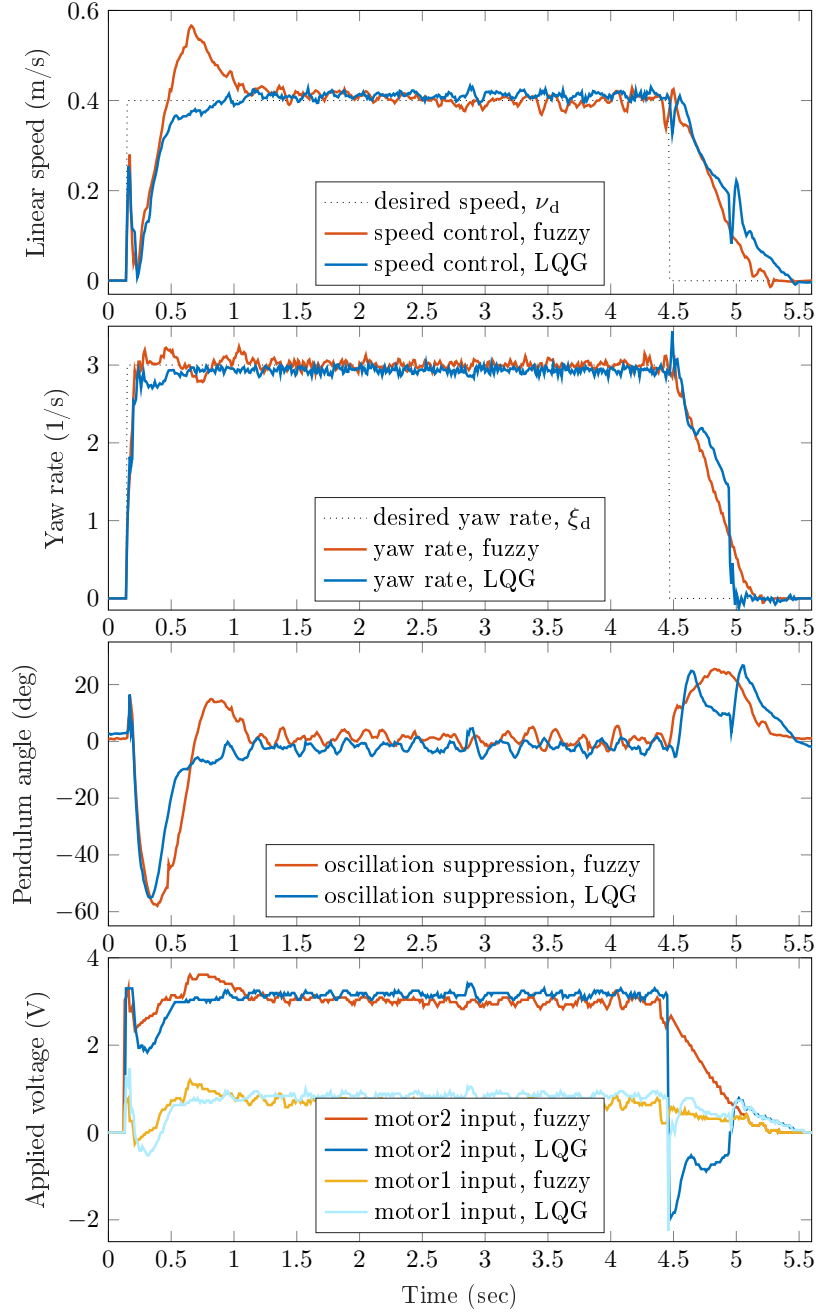 0.6
0.4
0.2
0
Linear speed (m/s)
desired speed, νd
speed control, fuzzy
speed control, LQG
0 0.5 1 1.5 2 2.5 3 3.5 4 4.5 5 5.5
3
2
1
0
Yaw rate (1/s)
desired yaw rate, ξd
yaw rate, fuzzy
yaw rate, LQG
0 0.5 1 1.5 2 2.5 3 3.5 4 4.5 5 5.5
20
0
−20
−40
−60
Pendulum angle (deg)
oscillation suppression, fuzzy
oscillation suppression, LQG
0 0.5 1 1.5 2 2.5 3 3.5 4 4.5 5 5.5
4
2
0
−2
Applied voltage (V)
motor2 input, fuzzy
motor2 input, LQG
motor1 input, fuzzy
motor1 input, LQG
0 0.5 1 1.5 2 2.5 3 3.5 4 4.5 5 5.5
Time (sec)